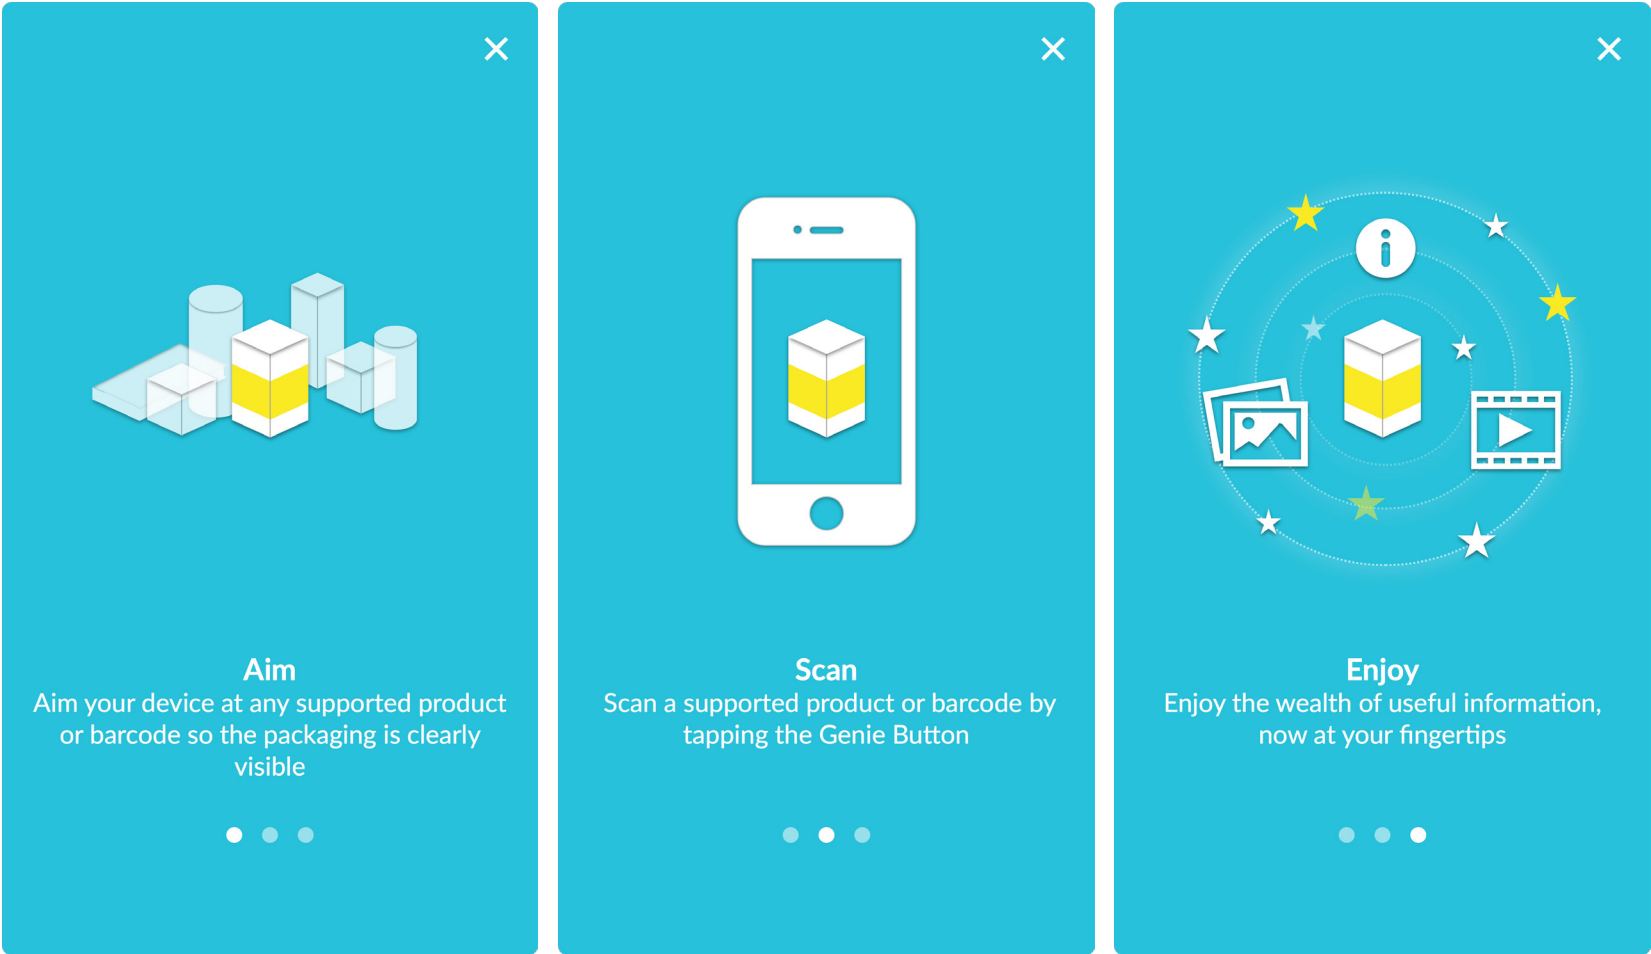 Aim
Aim your device at any supported product
or barcode so the packaging is clearly
visible
Scan
Scan a supported product or barcode by
tapping the Genie Button
Enjoy
Enjoy the wealth of useful information,
now at your fingertips